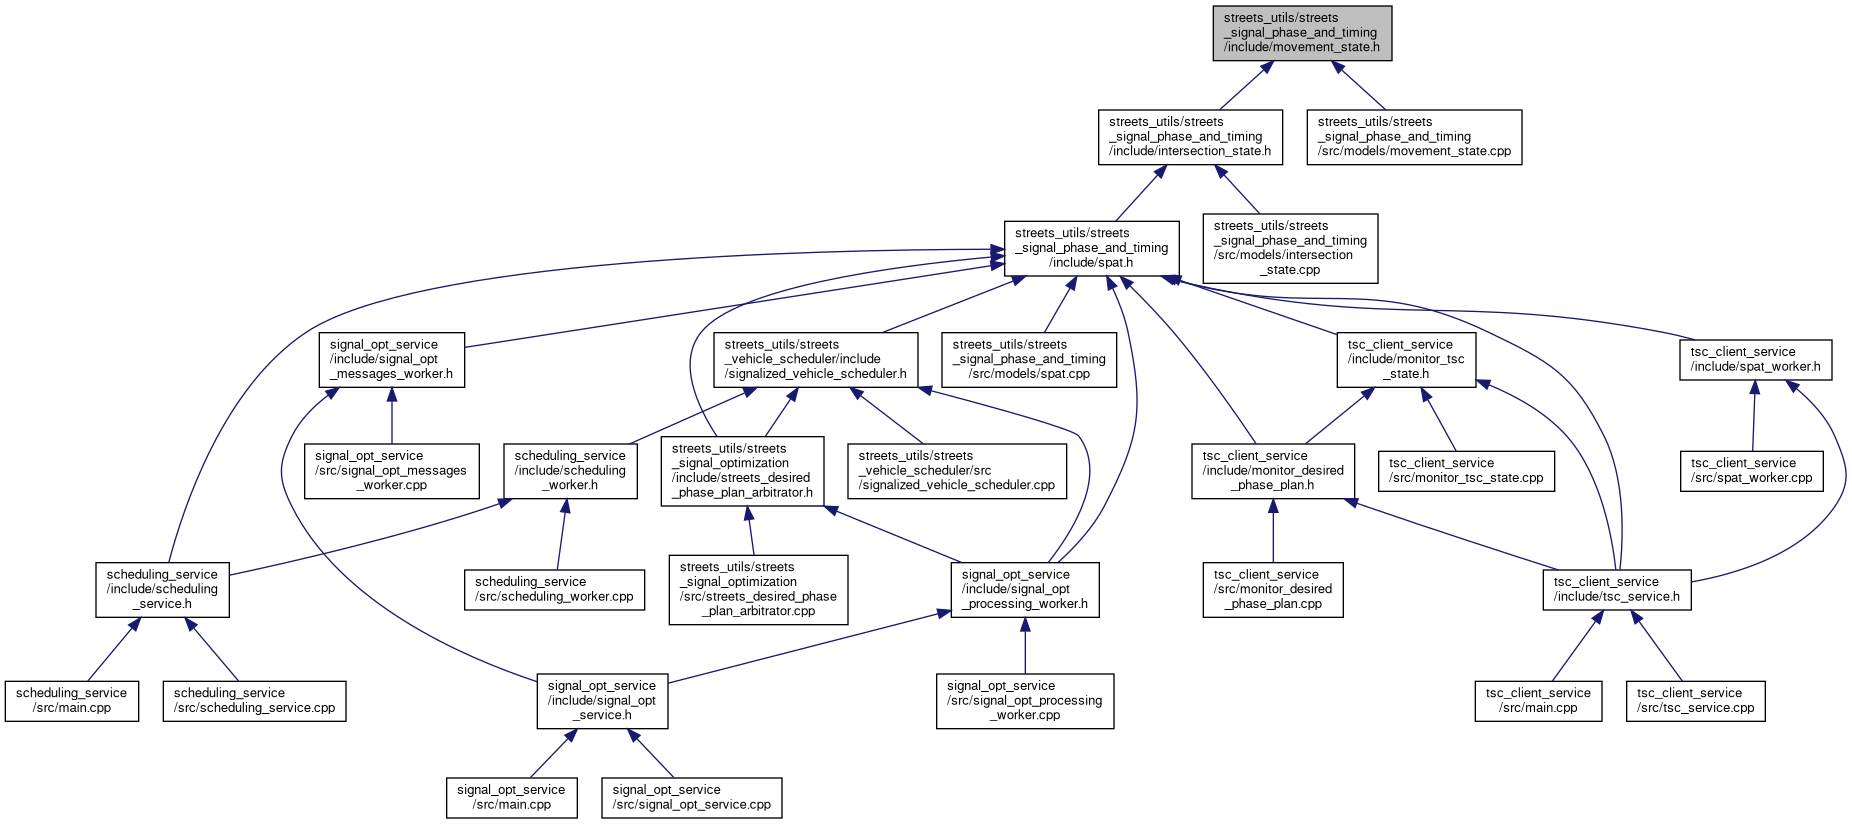 streets_utils/streets
_signal_phase_and_timing
/include/movement_state.h
streets_utils/streets
_signal_phase_and_timing
/include/intersection_state.h
streets_utils/streets
_signal_phase_and_timing
/src/models/movement_state.cpp
streets_utils/streets
_signal_phase_and_timing
/include/spat.h
streets_utils/streets
_signal_phase_and_timing
/src/models/intersection
_state.cpp
signal_opt_service
/include/signal_opt
_messages_worker.h
streets_utils/streets
_vehicle_scheduler/include
/signalized_vehicle_scheduler.h
streets_utils/streets
_signal_phase_and_timing
/src/models/spat.cpp
tsc_client_service
/include/monitor_tsc
_state.h
tsc_client_service
/include/spat_worker.h
signal_opt_service
/src/signal_opt_messages
_worker.cpp
scheduling_service
/include/scheduling
_worker.h
streets_utils/streets
_signal_optimization
/include/streets_desired
_phase_plan_arbitrator.h
streets_utils/streets
_vehicle_scheduler/src
/signalized_vehicle_scheduler.cpp
tsc_client_service
/include/monitor_desired
_phase_plan.h
tsc_client_service
/src/monitor_tsc_state.cpp
tsc_client_service
/src/spat_worker.cpp
scheduling_service
/include/scheduling
_service.h
scheduling_service
/src/scheduling_worker.cpp
streets_utils/streets
_signal_optimization
/src/streets_desired_phase
_plan_arbitrator.cpp
signal_opt_service
/include/signal_opt
_processing_worker.h
tsc_client_service
/src/monitor_desired
_phase_plan.cpp
tsc_client_service
/include/tsc_service.h
scheduling_service
/src/main.cpp
scheduling_service
/src/scheduling_service.cpp
signal_opt_service
/include/signal_opt
_service.h
signal_opt_service
/src/signal_opt_processing
_worker.cpp
tsc_client_service
/src/main.cpp
tsc_client_service
/src/tsc_service.cpp
signal_opt_service
/src/main.cpp
signal_opt_service
/src/signal_opt_service.cpp